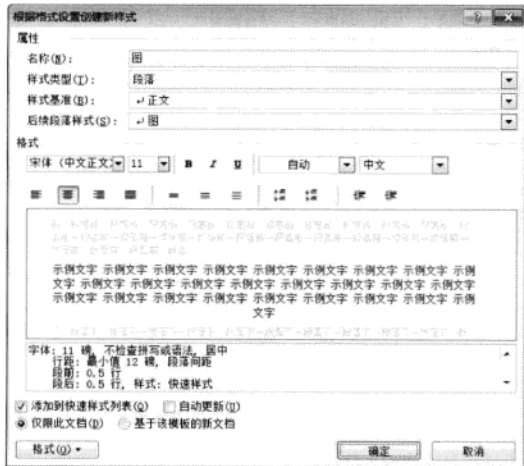 根据格式设置创建新样式
属性
名称(N): 图
样式类型(T): 段落
样式基准(B): ↵正文
后续段落样式(S): ↵图
格式
宋体 (中文正文) 11 B I U 自动 中文
示例文字 示例文字 示例文字 示例文字 示例文字 示例文字 示例文字 示例文字 示例
文字 示例文字 示例文字 示例文字 示例文字 示例文字 示例文字 示例文字 示例文字
示例文字 示例文字 示例文字 示例文字 示例文字 示例文字 示例文字 示例文字 示例
文字
字体: 11 磅, 不检查拼写或语法, 居中
行距: 最小值 12 磅, 段落间距
段前: 0.5 行
段后: 0.5 行, 样式: 快速样式
添加到快速样式列表(Q) 自动更新(U)
仅限此文档(D) 基于该模板的新文档
格式(O) 确定 取消